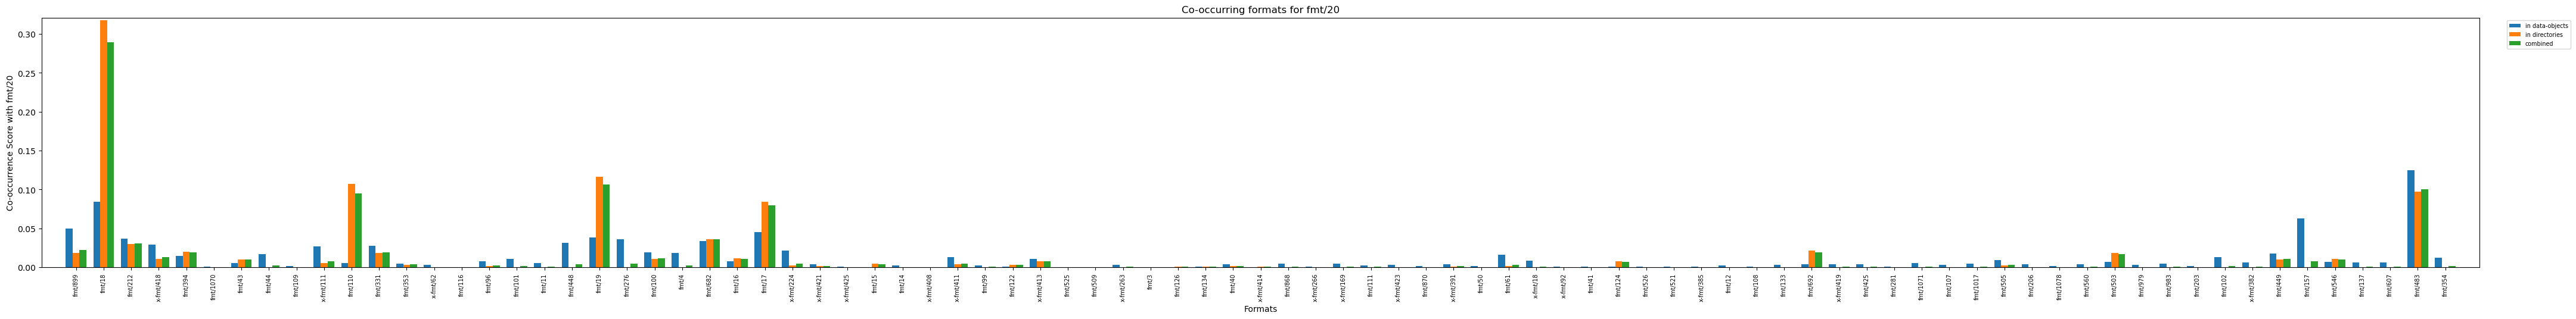 Co-occurring formats for fmt/20
in data-objects
in directories
combined
Co-occurrence Score with fmt/20
0.30
0.25
0.20
0.15
0.10
0.05
0.00
fmt/899
fmt/18
fmt/212
x-fmt/418
fmt/394
fmt/1070
fmt/43
fmt/44
fmt/109
x-fmt/111
fmt/110
fmt/331
fmt/353
x-fmt/62
fmt/116
fmt/96
fmt/101
fmt/11
fmt/448
fmt/19
fmt/276
fmt/100
fmt/4
fmt/682
fmt/16
fmt/17
x-fmt/224
x-fmt/421
x-fmt/425
fmt/15
fmt/14
x-fmt/408
x-fmt/411
fmt/99
fmt/122
x-fmt/413
fmt/525
fmt/509
x-fmt/263
fmt/3
fmt/126
fmt/134
fmt/40
x-fmt/414
fmt/868
x-fmt/266
x-fmt/169
fmt/111
x-fmt/423
fmt/870
x-fmt/391
fmt/50
fmt/61
x-fmt/18
x-fmt/92
fmt/41
fmt/124
fmt/526
fmt/521
x-fmt/385
fmt/12
fmt/108
fmt/133
fmt/692
x-fmt/419
fmt/425
fmt/281
fmt/1071
fmt/107
fmt/1017
fmt/505
fmt/206
fmt/1078
fmt/560
fmt/503
fmt/979
fmt/983
fmt/203
fmt/102
x-fmt/382
fmt/449
fmt/157
fmt/546
fmt/137
fmt/607
fmt/483
fmt/354
Formats